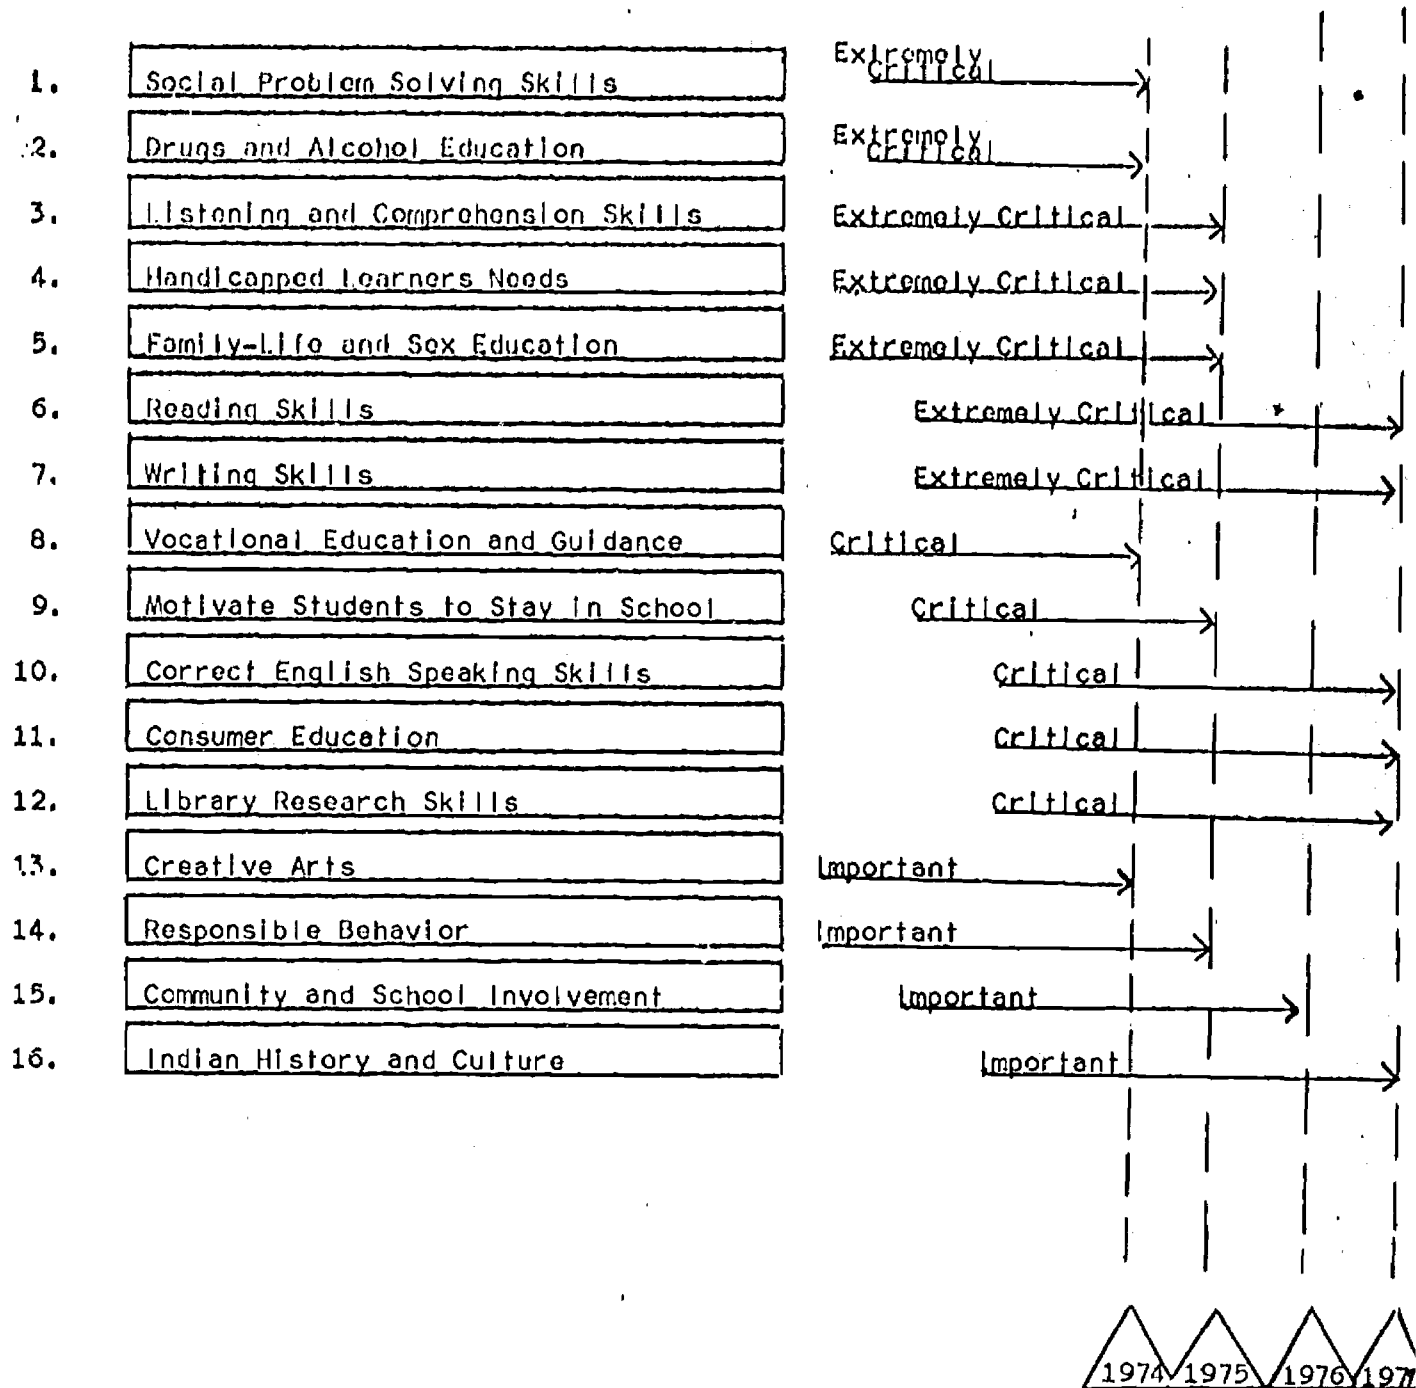 1. Social Problem Solving Skills Extremely Critical
2. Drugs and Alcohol Education Extremely Critical
3. Listening and Comprehension Skills Extremely Critical
4. Handicapped Learners Needs Extremely Critical
5. Family-Life and Sex Education Extremely Critical
6. Reading Skills Extremely Critical
7. Writing Skills Extremely Critical
8. Vocational Education and Guidance Critical
9. Motivate Students to Stay in School Critical
10. Correct English Speaking Skills Critical
11. Consumer Education Critical
12. Library Research Skills Critical
13. Creative Arts Important
14. Responsible Behavior Important
15. Community and School Involvement Important
16. Indian History and Culture Important
1974 1975 1976